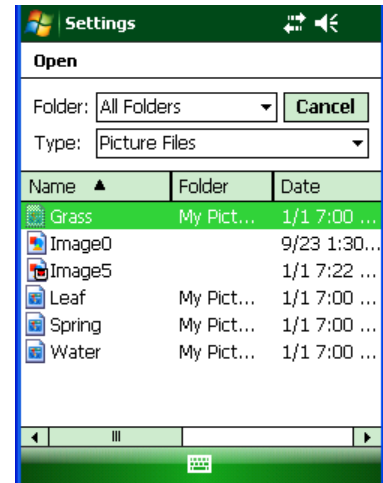 Settings
Open
Folder: All Folders Cancel
Type: Picture Files
Name Folder Date
Grass My Pict... 1/1 7:00 ...
Image0 9/23 1:30...
Image5 1/1 7:22 ...
Leaf My Pict... 1/1 7:00 ...
Spring My Pict... 1/1 7:00 ...
Water My Pict... 1/1 7:00 ...